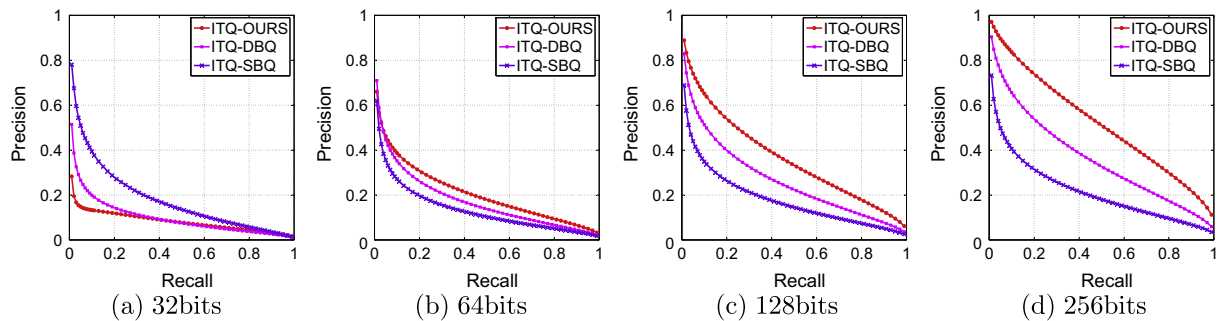 Precision
1
0.8
0.6
0.4
0.2
0
0
0.2
0.4
0.6
0.8
1
Recall
ITQ-OURS
ITQ-DBQ
ITQ-SBQ
(a) 32bits
Precision
1
0.8
0.6
0.4
0.2
0
0
0.2
0.4
0.6
0.8
1
Recall
ITQ-OURS
ITQ-DBQ
ITQ-SBQ
(b) 64bits
Precision
1
0.8
0.6
0.4
0.2
0
0
0.2
0.4
0.6
0.8
1
Recall
ITQ-OURS
ITQ-DBQ
ITQ-SBQ
(c) 128bits
Precision
1
0.8
0.6
0.4
0.2
0
0
0.2
0.4
0.6
0.8
1
Recall
ITQ-OURS
ITQ-DBQ
ITQ-SBQ
(d) 256bits